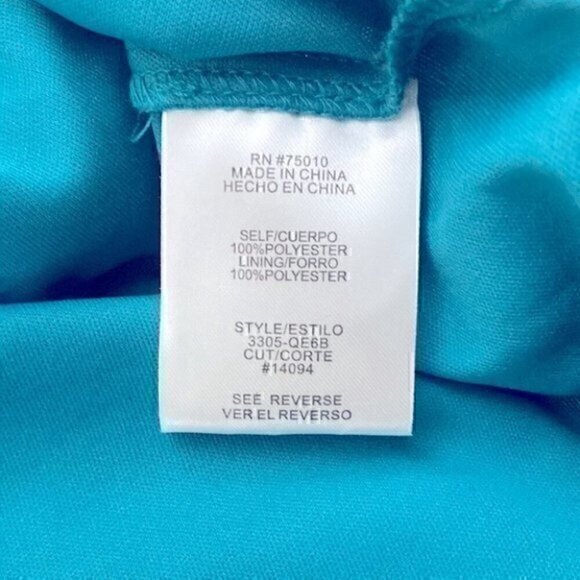 RN #75010
MADE IN CHINA
HECHO EN CHINA
SELF/CUERPO
100%POLYESTER
LINING/FORRO
100%POLYESTER
STYLE/ESTILO
3305-QE6B
CUT/CORTE
#14094
SEE REVERSE
VER EL REVERSO